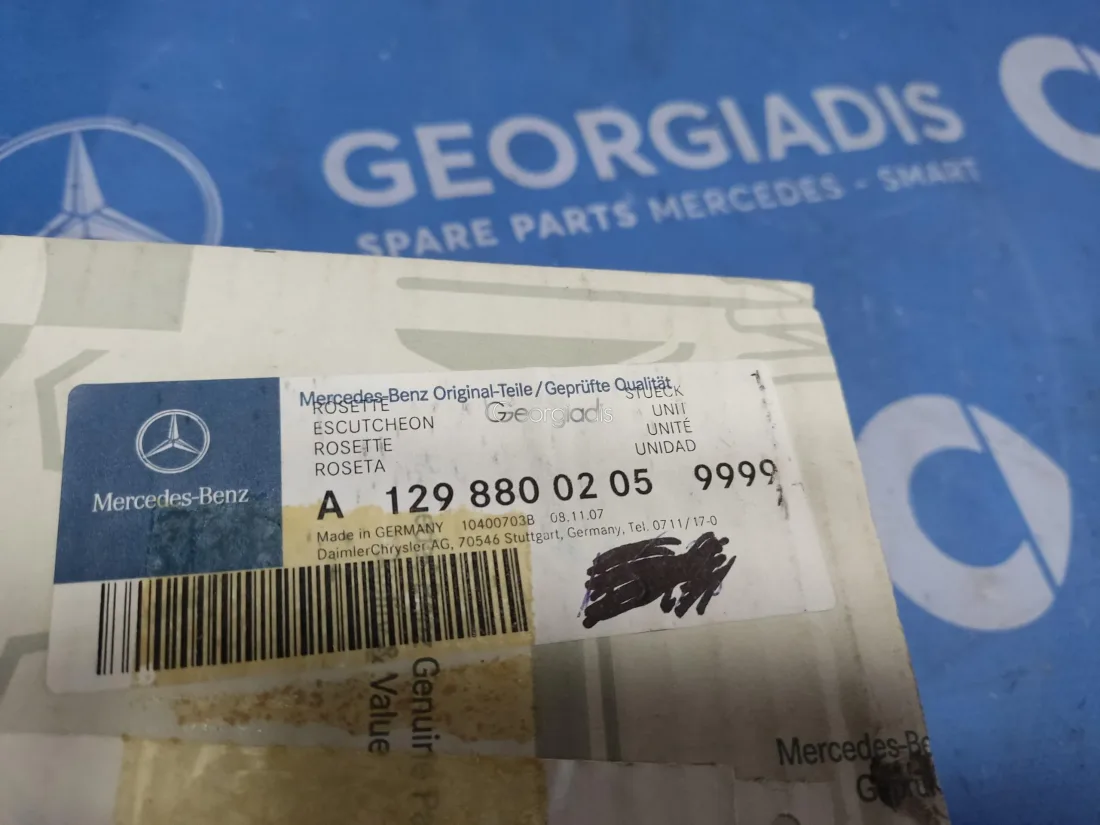 GEORGIADIS
SPARE PARTS MERCEDES - SMART
Mercedes-Benz Original-Teile/Geprüfte Qualität
ROSETTE STUECK
Georgiadis
ESCUTCHEON UNIT
ROSETTE UNITÉ
ROSETA UNIDAD
Mercedes-Benz
A 129 880 02 05 9999
Made in GERMANY 10400703B 08.11.07
DaimlerChrysler AG, 70546 Stuttgart, Germany, Tel. 0711/17-0
Genuine
& Value
Mercedes-Be